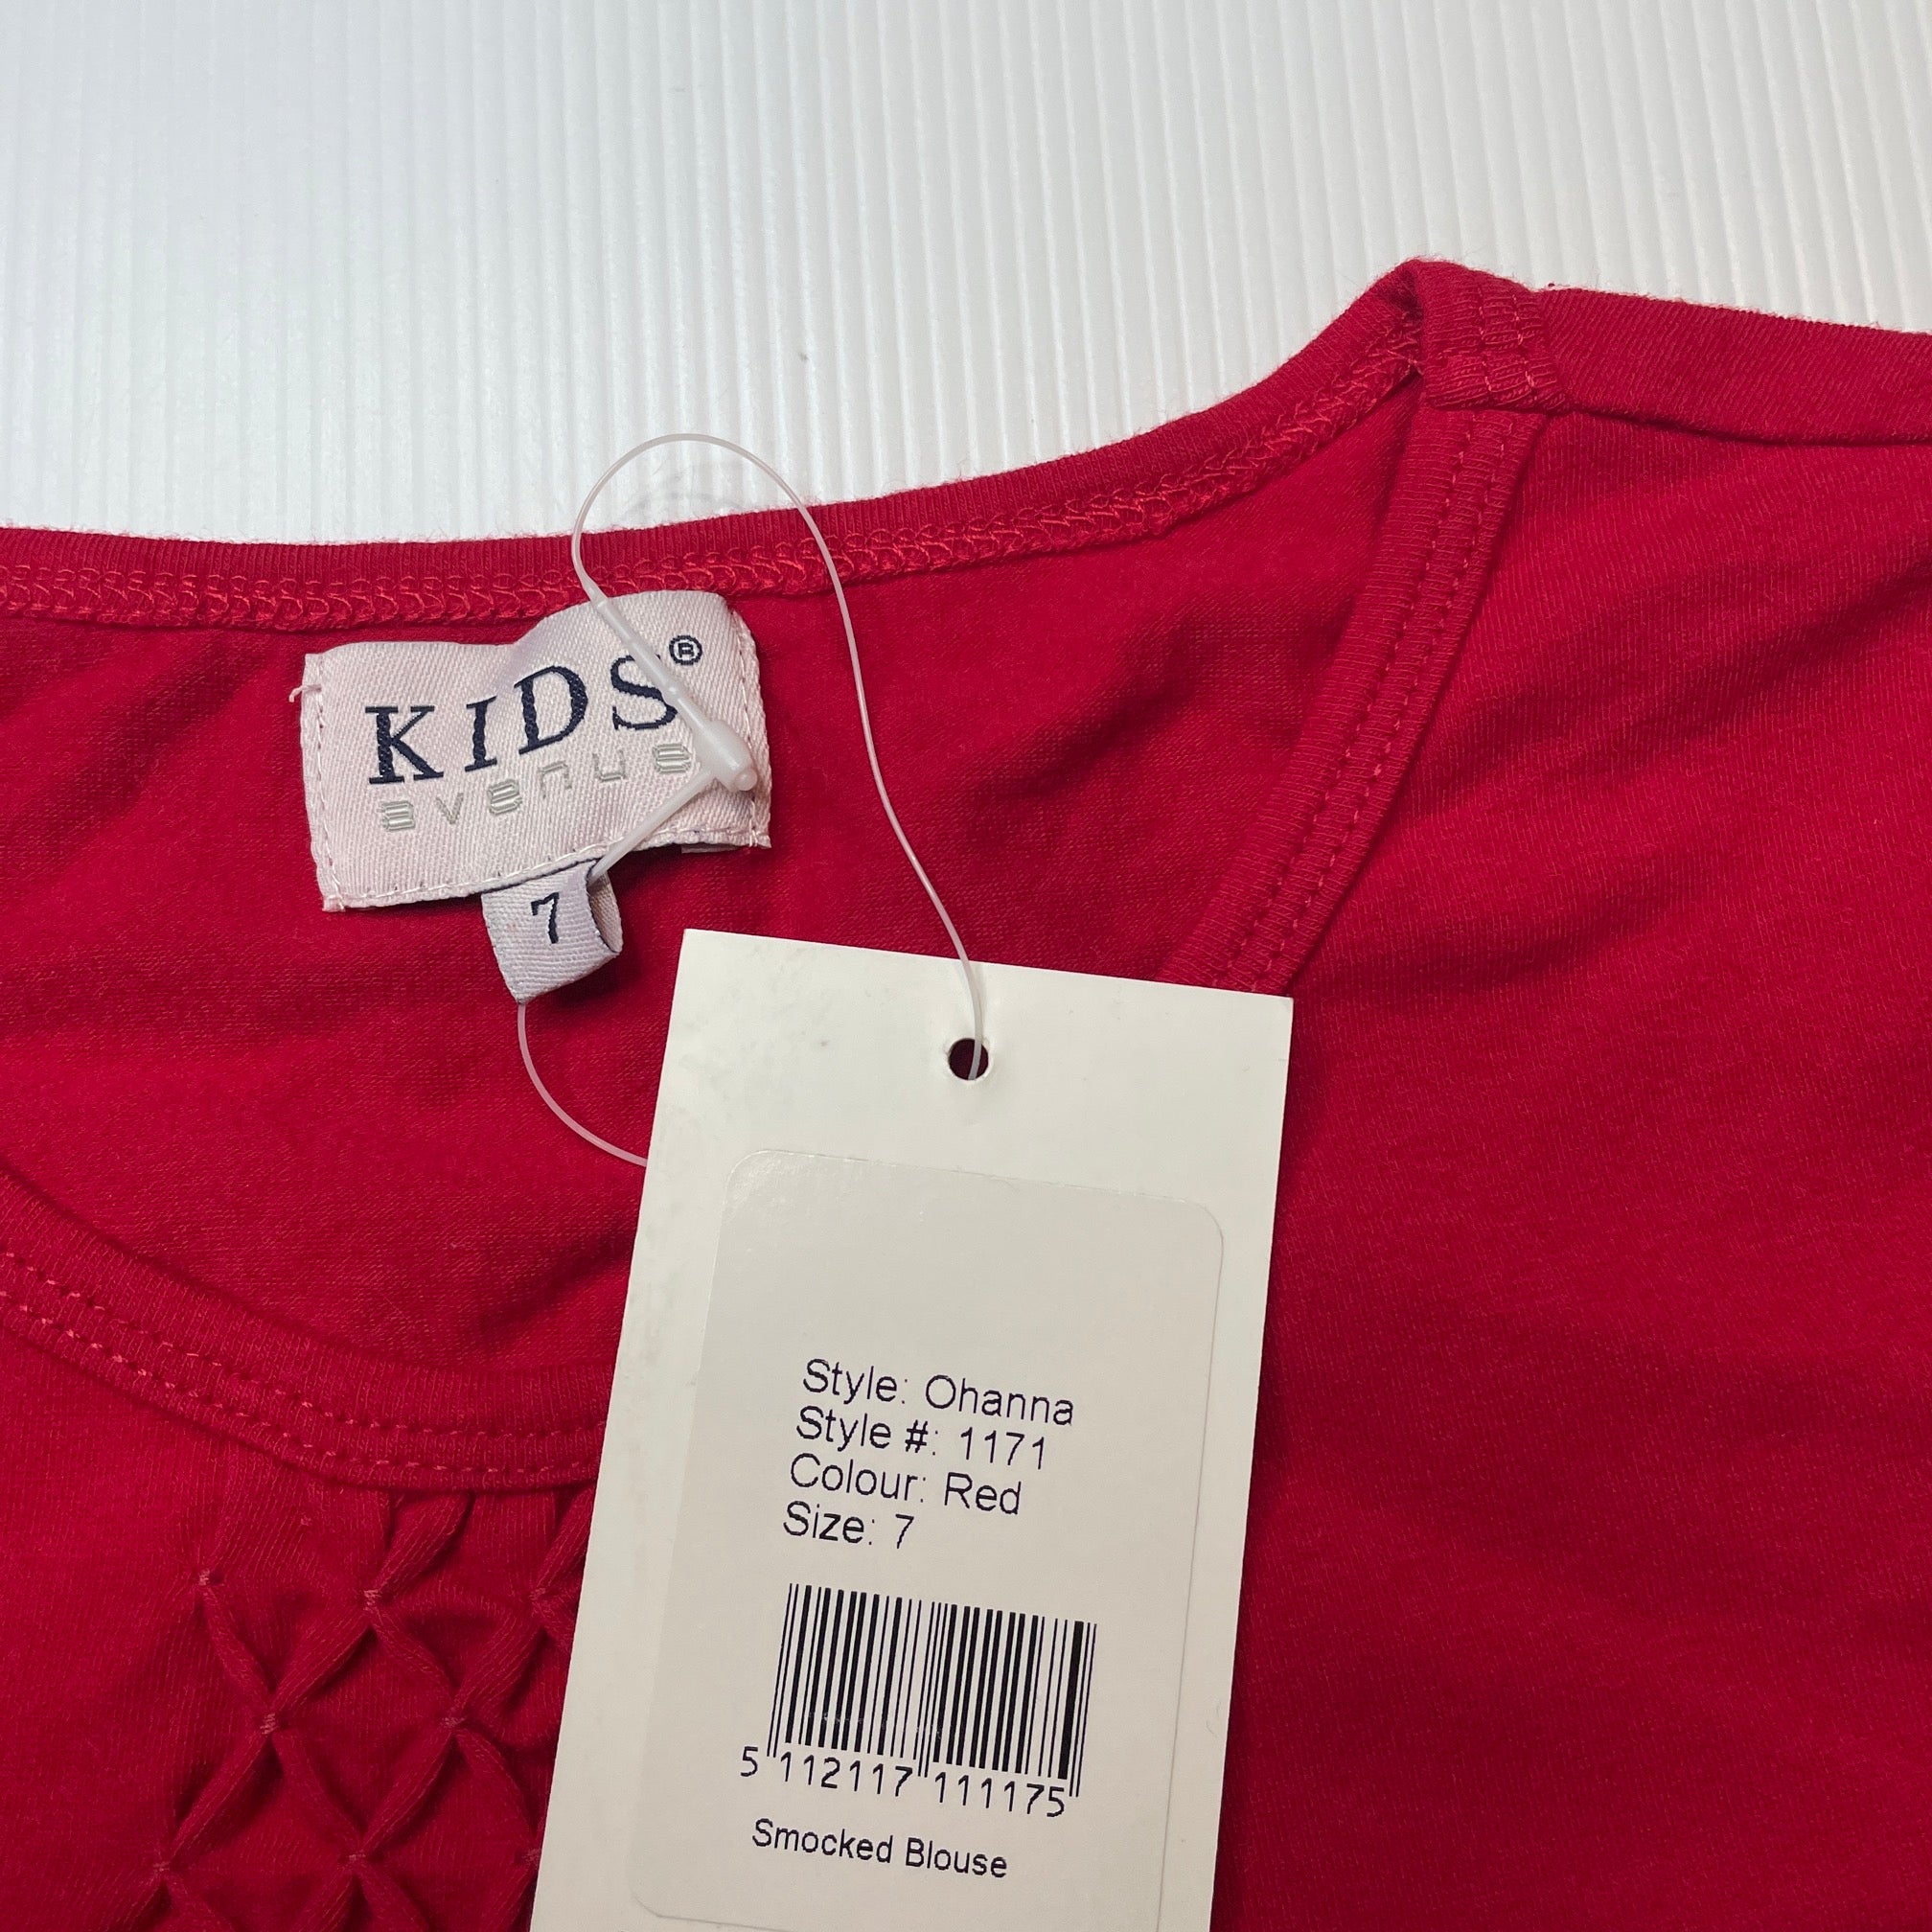 KIDS®
avenue
7
Style: Ohanna
Style #: 1171
Colour: Red
Size: 7
5 112117 111175
Smocked Blouse